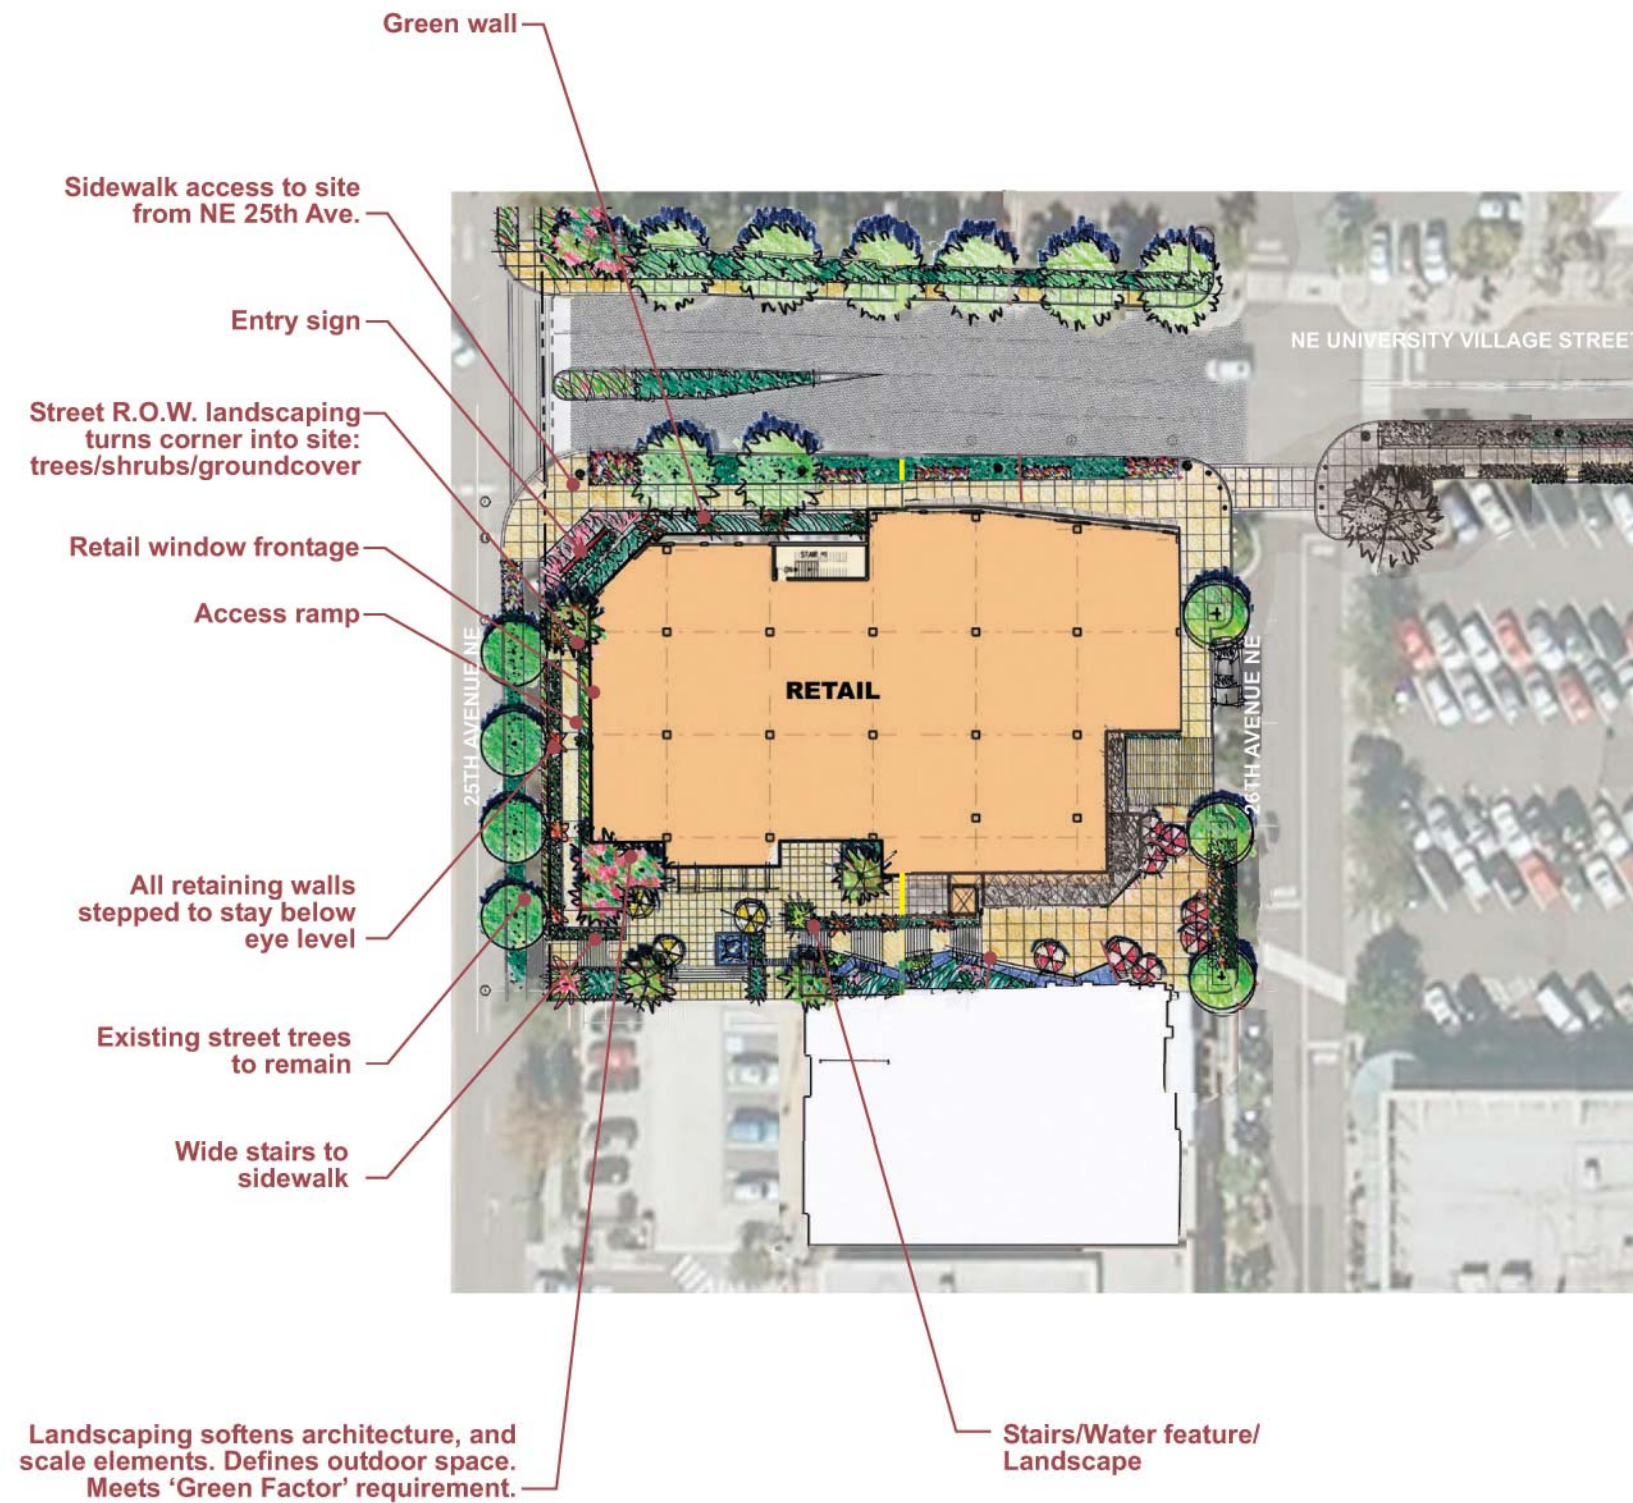 Green wall
Sidewalk access to site
from NE 25th Ave.
Entry sign
NE UNIVERSITY VILLAGE STREET
Street R.O.W. landscaping
turns corner into site:
trees/shrubs/groundcover
Retail window frontage
Access ramp
RETAIL
25TH AVENUE NE
26TH AVENUE NE
All retaining walls
stepped to stay below
eye level
Existing street trees
to remain
Wide stairs to
sidewalk
Landscaping softens architecture, and
scale elements. Defines outdoor space.
Meets ‘Green Factor’ requirement.
Stairs/Water feature/
Landscape